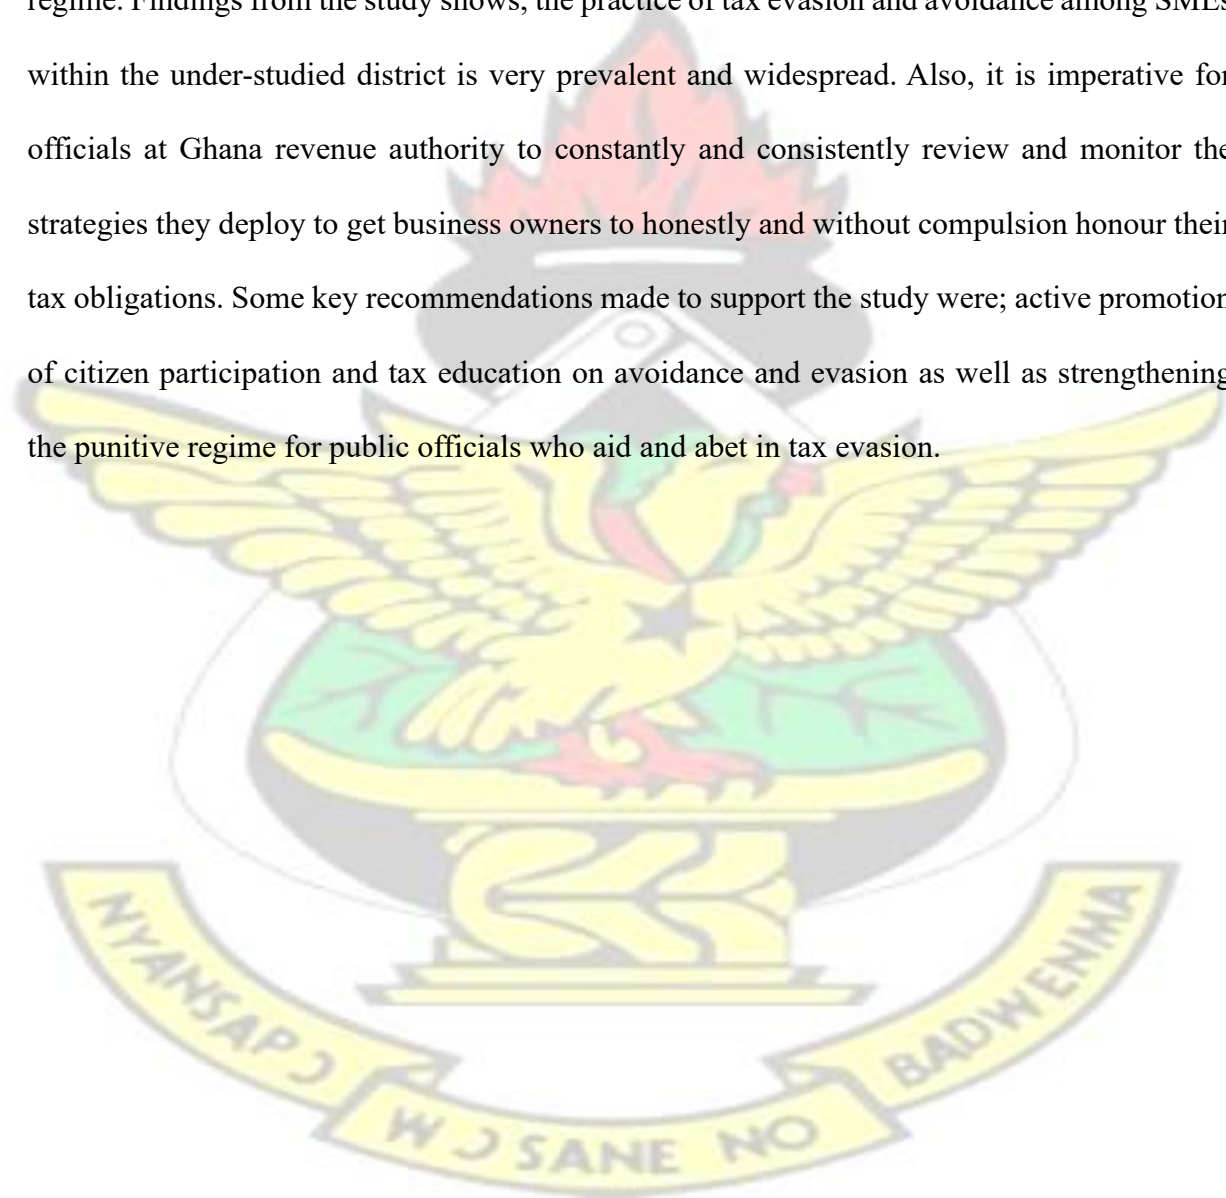 regime. Findings from the study shows, the practice of tax evasion and avoidance among SMEs
within the under-studied district is very prevalent and widespread. Also, it is imperative for
officials at Ghana revenue authority to constantly and consistently review and monitor the
strategies they deploy to get business owners to honestly and without compulsion honour their
tax obligations. Some key recommendations made to support the study were; active promotion
of citizen participation and tax education on avoidance and evasion as well as strengthening
the punitive regime for public officials who aid and abet in tax evasion.
NYANSAPƆ
WƆSANE NO
BADWENMA